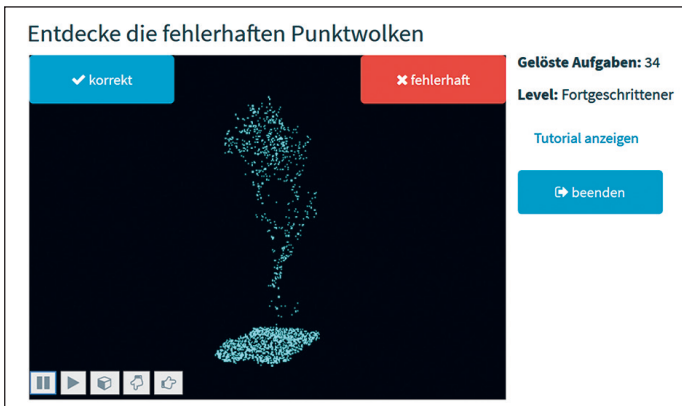 Entdecke die fehlerhaften Punktwolken
korrekt
fehlerhaft
Gelöste Aufgaben: 34
Level: Fortgeschrittener
Tutorial anzeigen
beenden